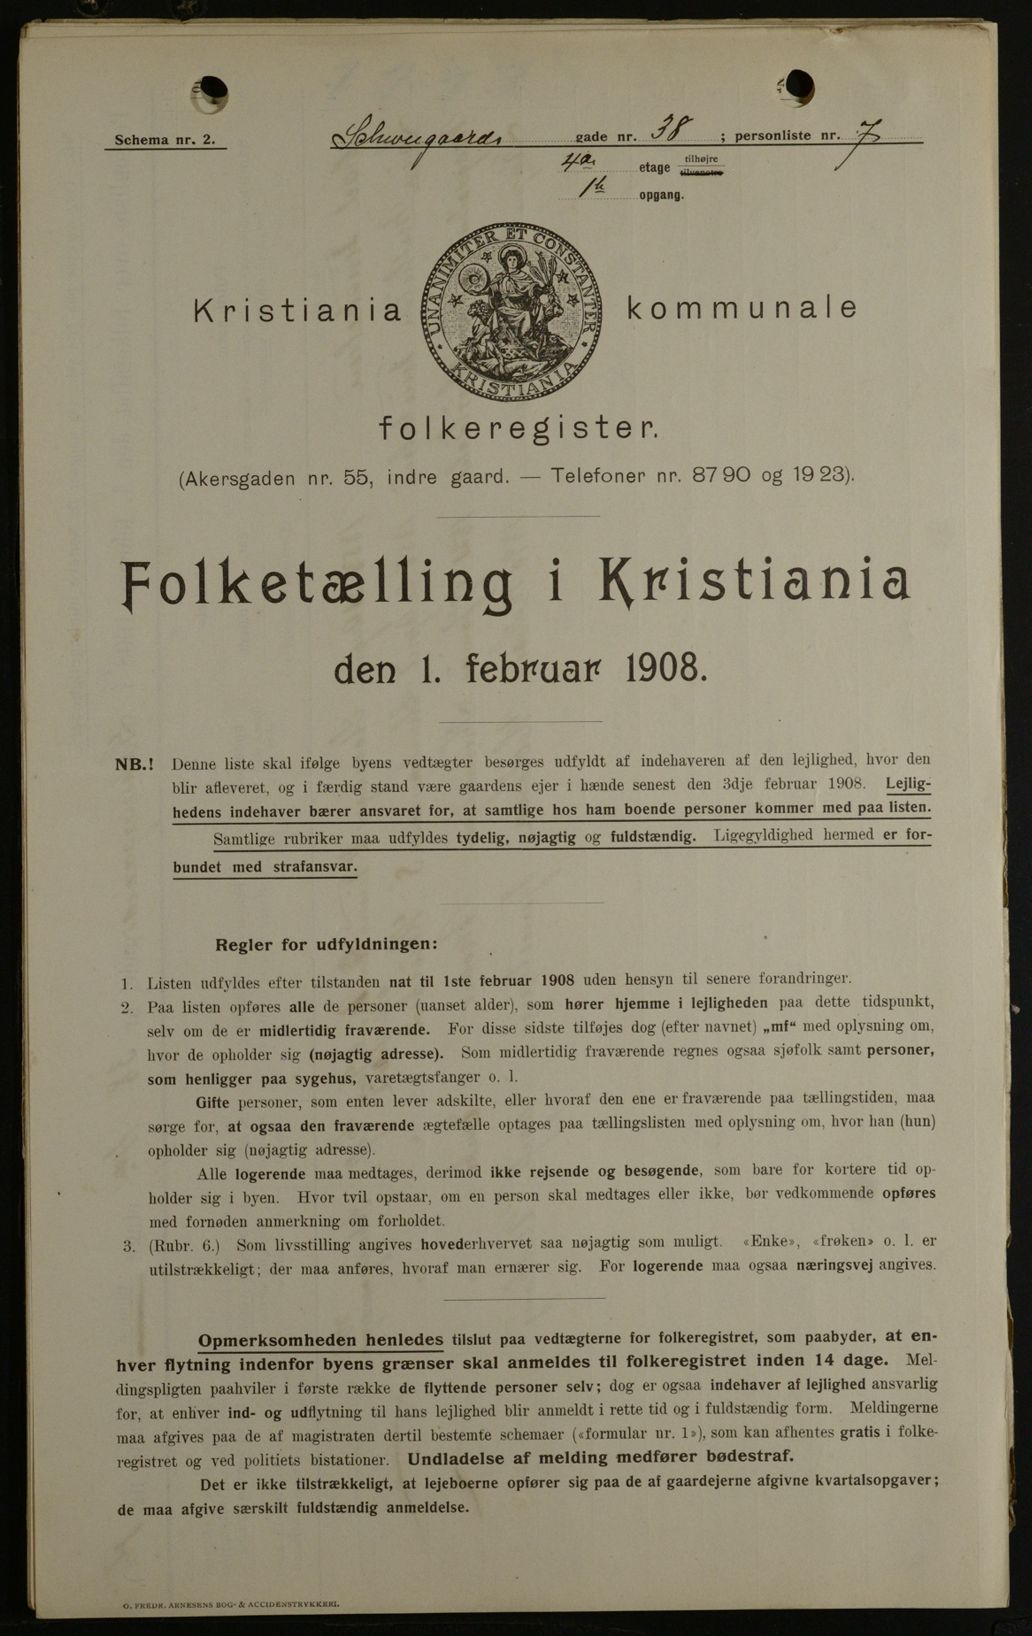 Schema nr. 2. Schweigaards gade nr. 38 ; personliste nr. 7
4de etage tilhøjre
tilvenstre
1ste opgang.
UNANIMITER ET CONSTANTER
KRISTIANIA
Kristiania kommunale
folkeregister.
(Akersgaden nr. 55, indre gaard. — Telefoner nr. 87 90 og 19 23).
Folketælling i Kristiania
den 1. februar 1908.
NB.! Denne liste skal ifølge byens vedtægter besørges udfyldt af indehaveren af den lejlighed, hvor den
blir afleveret, og i færdig stand være gaardens ejer i hænde senest den 3dje februar 1908. Lejlig-
hedens indehaver bærer ansvaret for, at samtlige hos ham boende personer kommer med paa listen.
Samtlige rubriker maa udfyldes tydelig, nøjagtig og fuldstændig. Ligegyldighed hermed er for-
bundet med strafansvar.
Regler for udfyldningen:
1. Listen udfyldes efter tilstanden nat til 1ste februar 1908 uden hensyn til senere forandringer.
2. Paa listen opføres alle de personer (uanset alder), som hører hjemme i lejligheden paa dette tidspunkt,
selv om de er midlertidig fraværende. For disse sidste tilføjes dog (efter navnet) „mf“ med oplysning om,
hvor de opholder sig (nøjagtig adresse). Som midlertidig fraværende regnes ogsaa sjøfolk samt personer,
som henligger paa sygehus, varetægtsfanger o. l.
Gifte personer, som enten lever adskilte, eller hvoraf den ene er fraværende paa tællingstiden, maa
sørge for, at ogsaa den fraværende ægtefælle optages paa tællingslisten med oplysning om, hvor han (hun)
opholder sig (nøjagtig adresse).
Alle logerende maa medtages, derimod ikke rejsende og besøgende, som bare for kortere tid op-
holder sig i byen. Hvor tvil opstaar, om en person skal medtages eller ikke, bør vedkommende opføres
med fornøden anmerkning om forholdet.
3. (Rubr. 6.) Som livsstilling angives hovederhvervet saa nøjagtig som muligt. «Enke», «frøken» o. l. er
utilstrækkeligt; der maa anføres, hvoraf man ernærer sig. For logerende maa ogsaa næringsvej angives.
Opmerksomheden henledes tilslut paa vedtægterne for folkeregistret, som paabyder, at en-
hver flytning indenfor byens grænser skal anmeldes til folkeregistret inden 14 dage. Mel-
dingspligten paahviler i første række de flyttende personer selv; dog er ogsaa indehaver af lejlighed ansvarlig
for, at enhver ind- og udflytning til hans lejlighed blir anmeldt i rette tid og i fuldstændig form. Meldingerne
maa afgives paa de af magistraten dertil bestemte schemaer («formular nr. 1»), som kan afhentes gratis i folke-
registret og ved politiets bistationer. Undladelse af melding medfører bødestraf.
Det er ikke tilstrækkeligt, at lejeboerne opfører sig paa de af gaardejerne afgivne kvartalsopgaver;
de maa afgive særskilt fuldstændig anmeldelse.
O. FREDR. ARNESENS BOG- & ACCIDENSTRYKKERI.